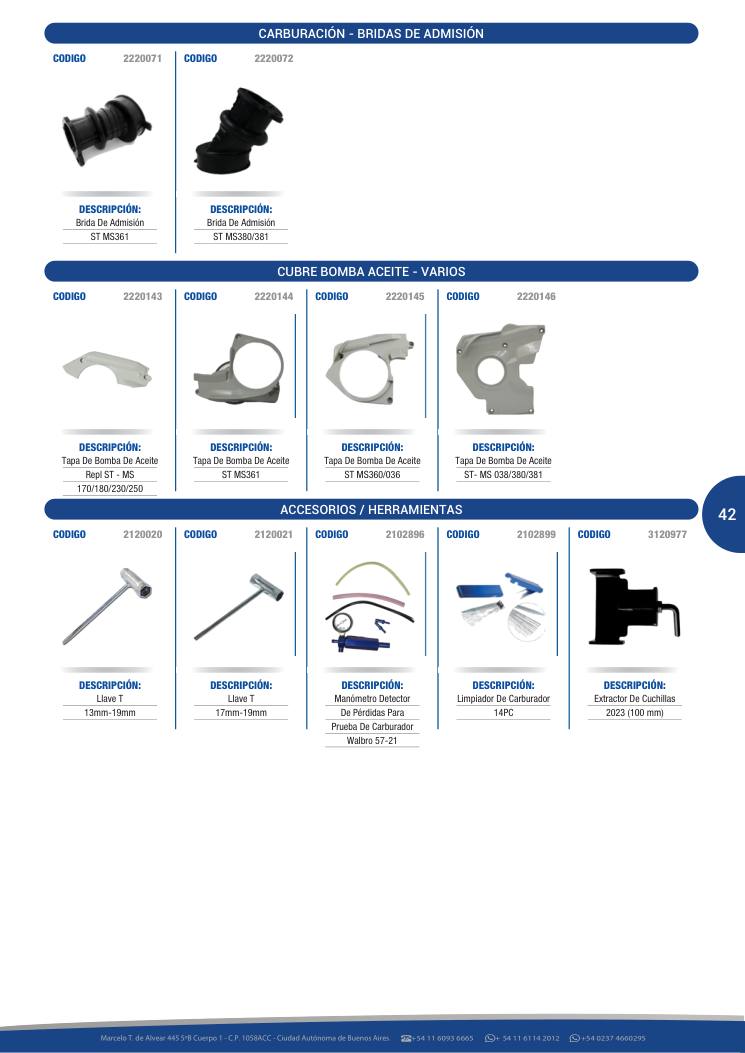 CARBURACIÓN - BRIDAS DE ADMISIÓN
CODIGO 2220071
DESCRIPCIÓN:
Brida De Admisión
ST MS361
CODIGO 2220072
DESCRIPCIÓN:
Brida De Admisión
ST MS380/381
CUBRE BOMBA ACEITE - VARIOS
CODIGO 2220143
DESCRIPCIÓN:
Tapa De Bomba De Aceite
Repl ST - MS
170/180/230/250
CODIGO 2220144
DESCRIPCIÓN:
Tapa De Bomba De Aceite
ST MS361
CODIGO 2220145
DESCRIPCIÓN:
Tapa De Bomba De Aceite
ST MS360/036
CODIGO 2220146
DESCRIPCIÓN:
Tapa De Bomba De Aceite
ST- MS 038/380/381
ACCESORIOS / HERRAMIENTAS
42
CODIGO 2120020
DESCRIPCIÓN:
Llave T
13mm-19mm
CODIGO 2120021
DESCRIPCIÓN:
Llave T
17mm-19mm
CODIGO 2102896
DESCRIPCIÓN:
Manómetro Detector
De Pérdidas Para
Prueba De Carburador
Walbro 57-21
CODIGO 2102899
DESCRIPCIÓN:
Limpiador De Carburador
14PC
CODIGO 3120977
DESCRIPCIÓN:
Extractor De Cuchillas
2023 (100 mm)
Marcelo T. de Alvear 445 5ºB Cuerpo 1 - C.P. 1058ACC - Ciudad Autónoma de Buenos Aires. +54 11 6093 6665 + 54 11 6114 2012 +54 0237 4660295